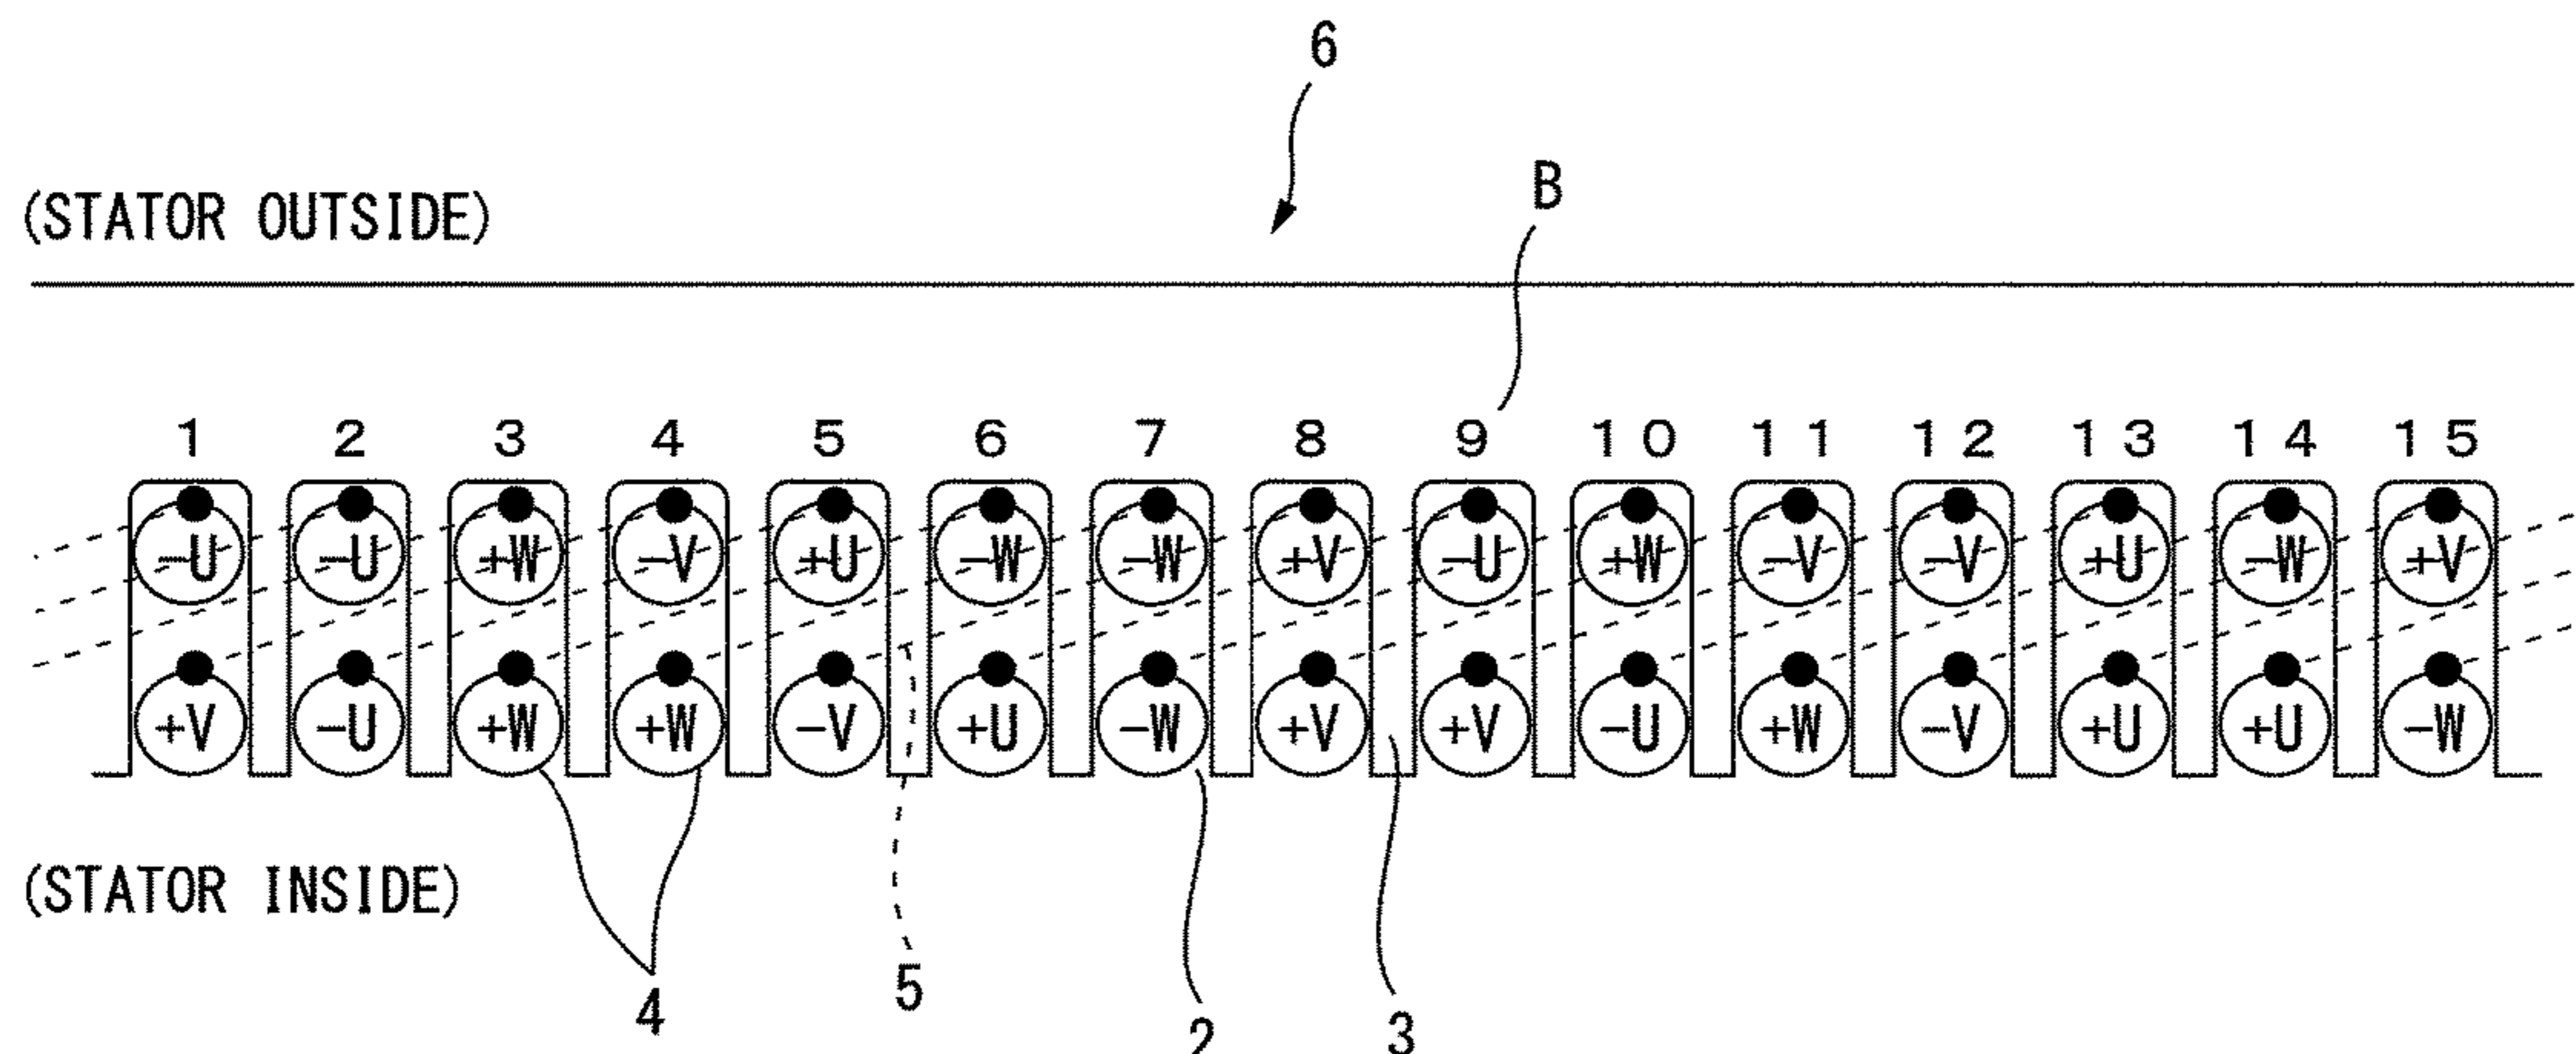 6
B
(STATOR OUTSIDE)
1 2 3 4 5 6 7 8 9 10 11 12 13 14 15
-U -U +W -V +U -W -W +V -U +W -V -V +U -W +V
+V -U +W +W -V +U -W +V +V -U +W -V +U +U -W
(STATOR INSIDE)
4 5 2 3